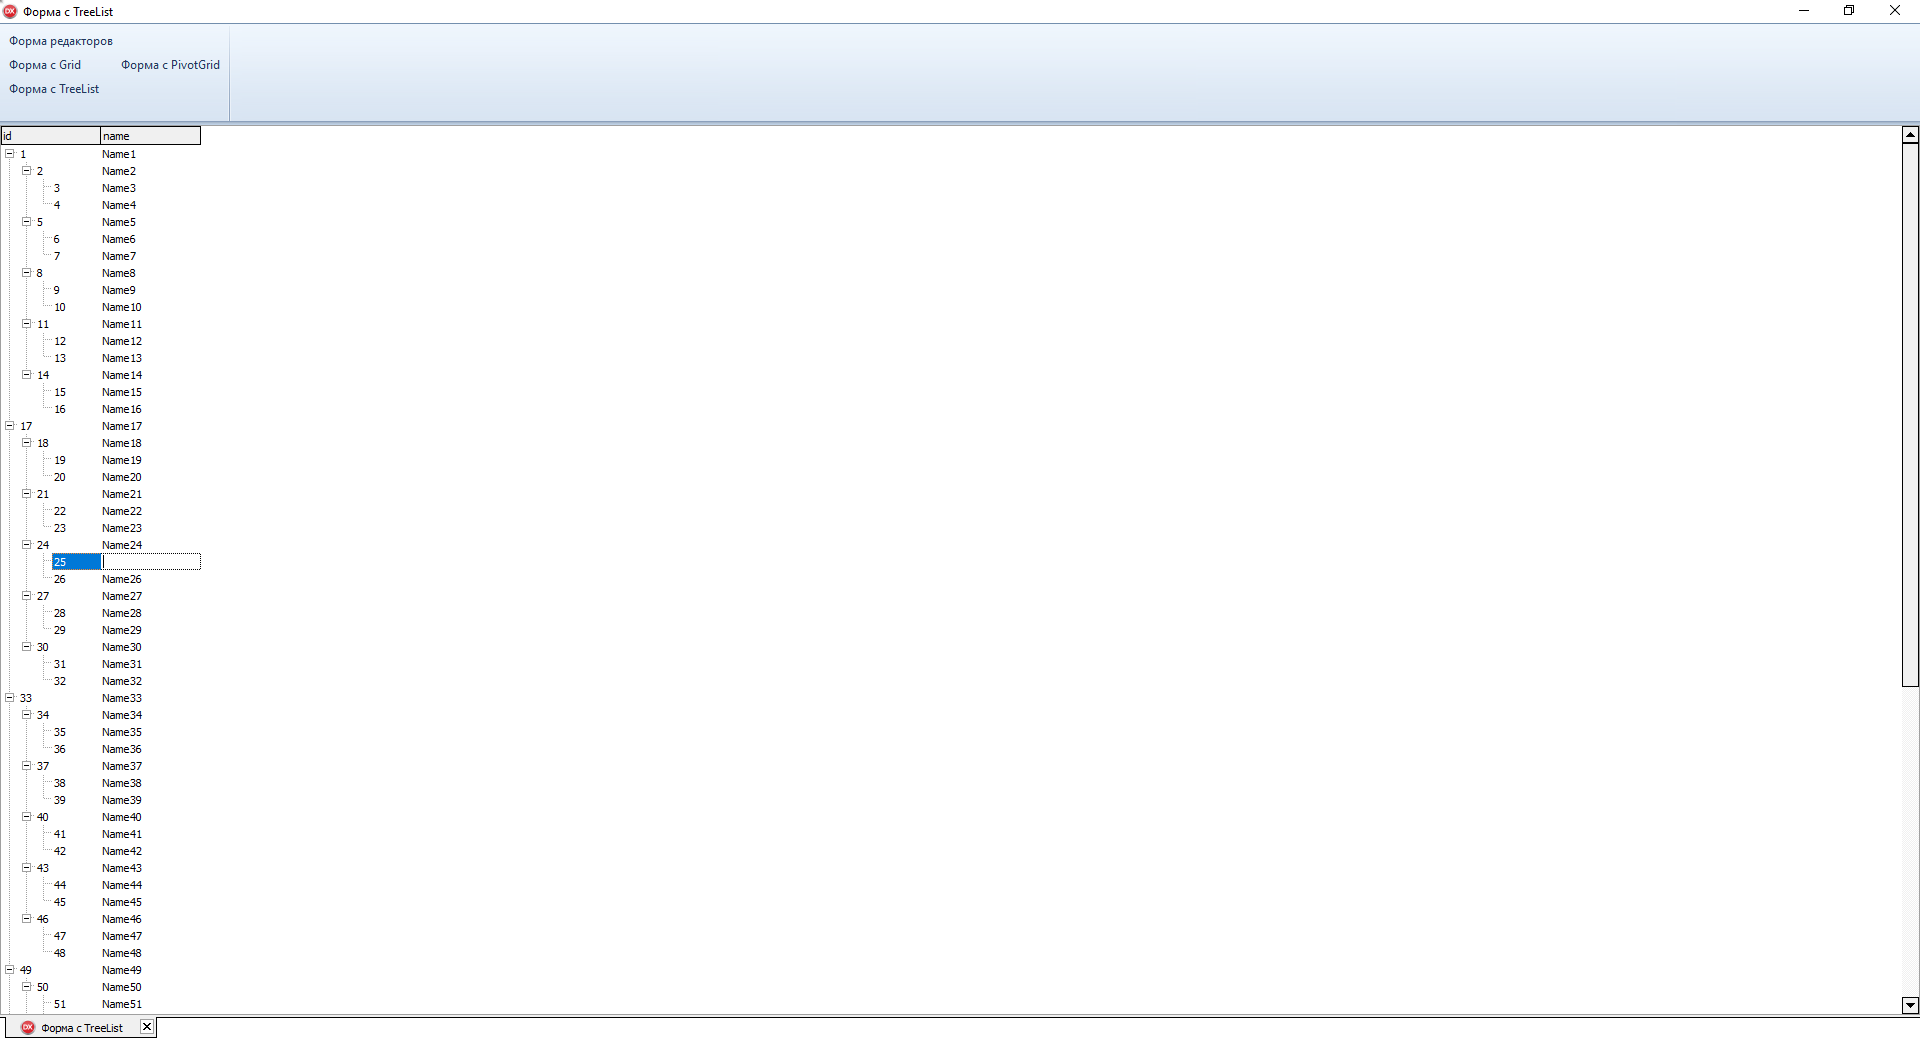 Форма с TreeList
Форма редакторов
Форма с Grid Форма с PivotGrid
Форма с TreeList
id name
1 Name1
2 Name2
3 Name3
4 Name4
5 Name5
6 Name6
7 Name7
8 Name8
9 Name9
10 Name10
11 Name11
12 Name12
13 Name13
14 Name14
15 Name15
16 Name16
17 Name17
18 Name18
19 Name19
20 Name20
21 Name21
22 Name22
23 Name23
24 Name24
25
26 Name26
27 Name27
28 Name28
29 Name29
30 Name30
31 Name31
32 Name32
33 Name33
34 Name34
35 Name35
36 Name36
37 Name37
38 Name38
39 Name39
40 Name40
41 Name41
42 Name42
43 Name43
44 Name44
45 Name45
46 Name46
47 Name47
48 Name48
49 Name49
50 Name50
51 Name51
DX Форма с TreeList